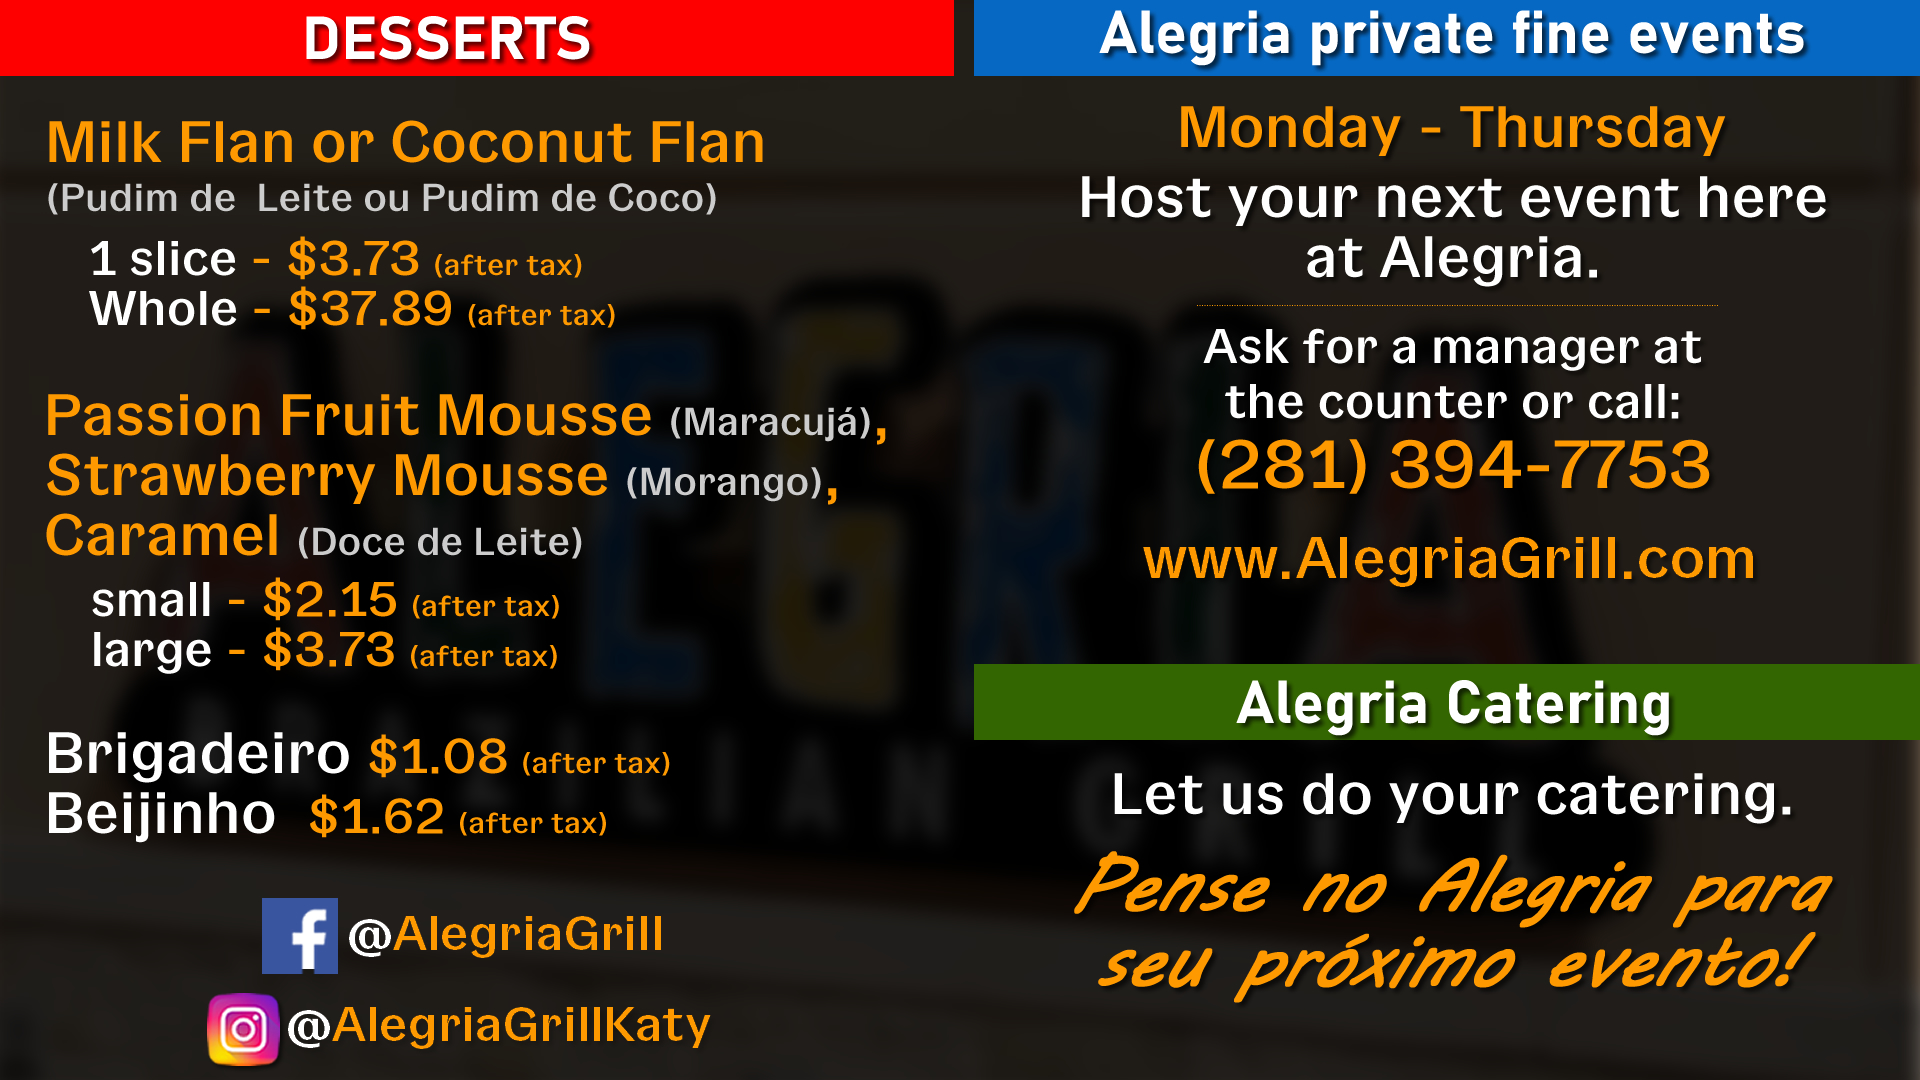 DESSERTS
Milk Flan or Coconut Flan
(Pudim de Leite ou Pudim de Coco)
1 slice - $3.73 (after tax)
Whole - $37.89 (after tax)
Passion Fruit Mousse (Maracujá),
Strawberry Mousse (Morango),
Caramel (Doce de Leite)
small - $2.15 (after tax)
large - $3.73 (after tax)
Brigadeiro $1.08 (after tax)
Beijinho $1.62 (after tax)
@AlegriaGrill
@AlegriaGrillKaty
Alegria private fine events
Monday - Thursday
Host your next event here
at Alegria.
Ask for a manager at
the counter or call:
(281) 394-7753
www.AlegriaGrill.com
Alegria Catering
Let us do your catering.
Pense no Alegria para
seu próximo evento!
ALEGRIA
BRAZILIAN GRILL